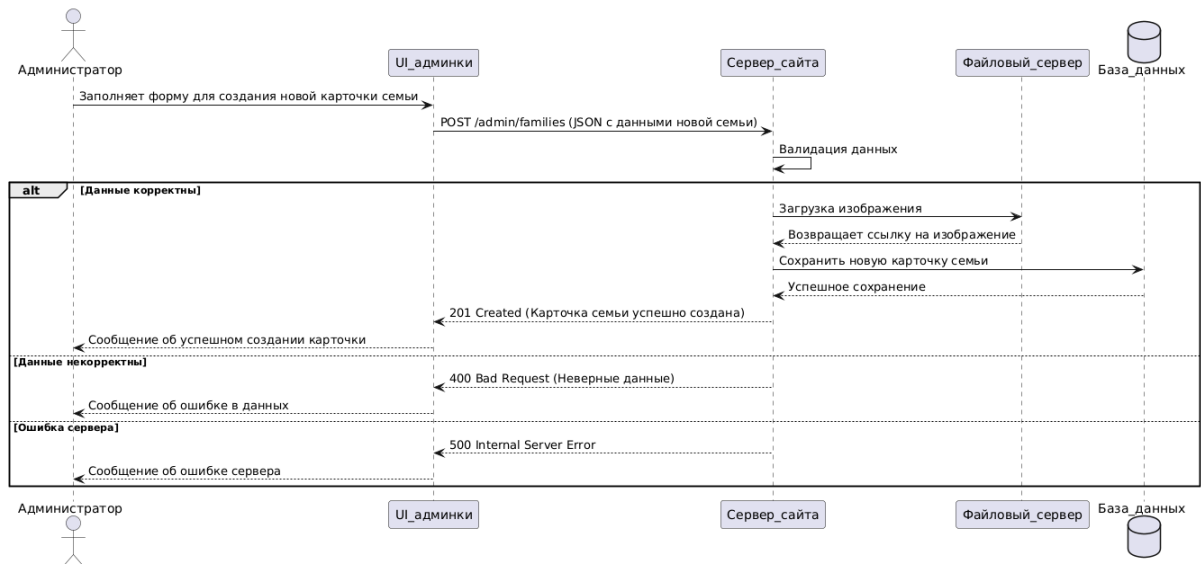 Администратор
UI_админки
Сервер_сайта
Файловый_сервер
База_данных
Заполняет форму для создания новой карточки семьи
POST /admin/families (JSON с данными новой семьи)
Валидация данных
alt
[Данные корректны]
Загрузка изображения
Возвращает ссылку на изображение
Сохранить новую карточку семьи
Успешное сохранение
201 Created (Карточка семьи успешно создана)
Сообщение об успешном создании карточки
[Данные некорректны]
400 Bad Request (Неверные данные)
Сообщение об ошибке в данных
[Ошибка сервера]
500 Internal Server Error
Сообщение об ошибке сервера
Администратор
UI_админки
Сервер_сайта
Файловый_сервер
База_данных